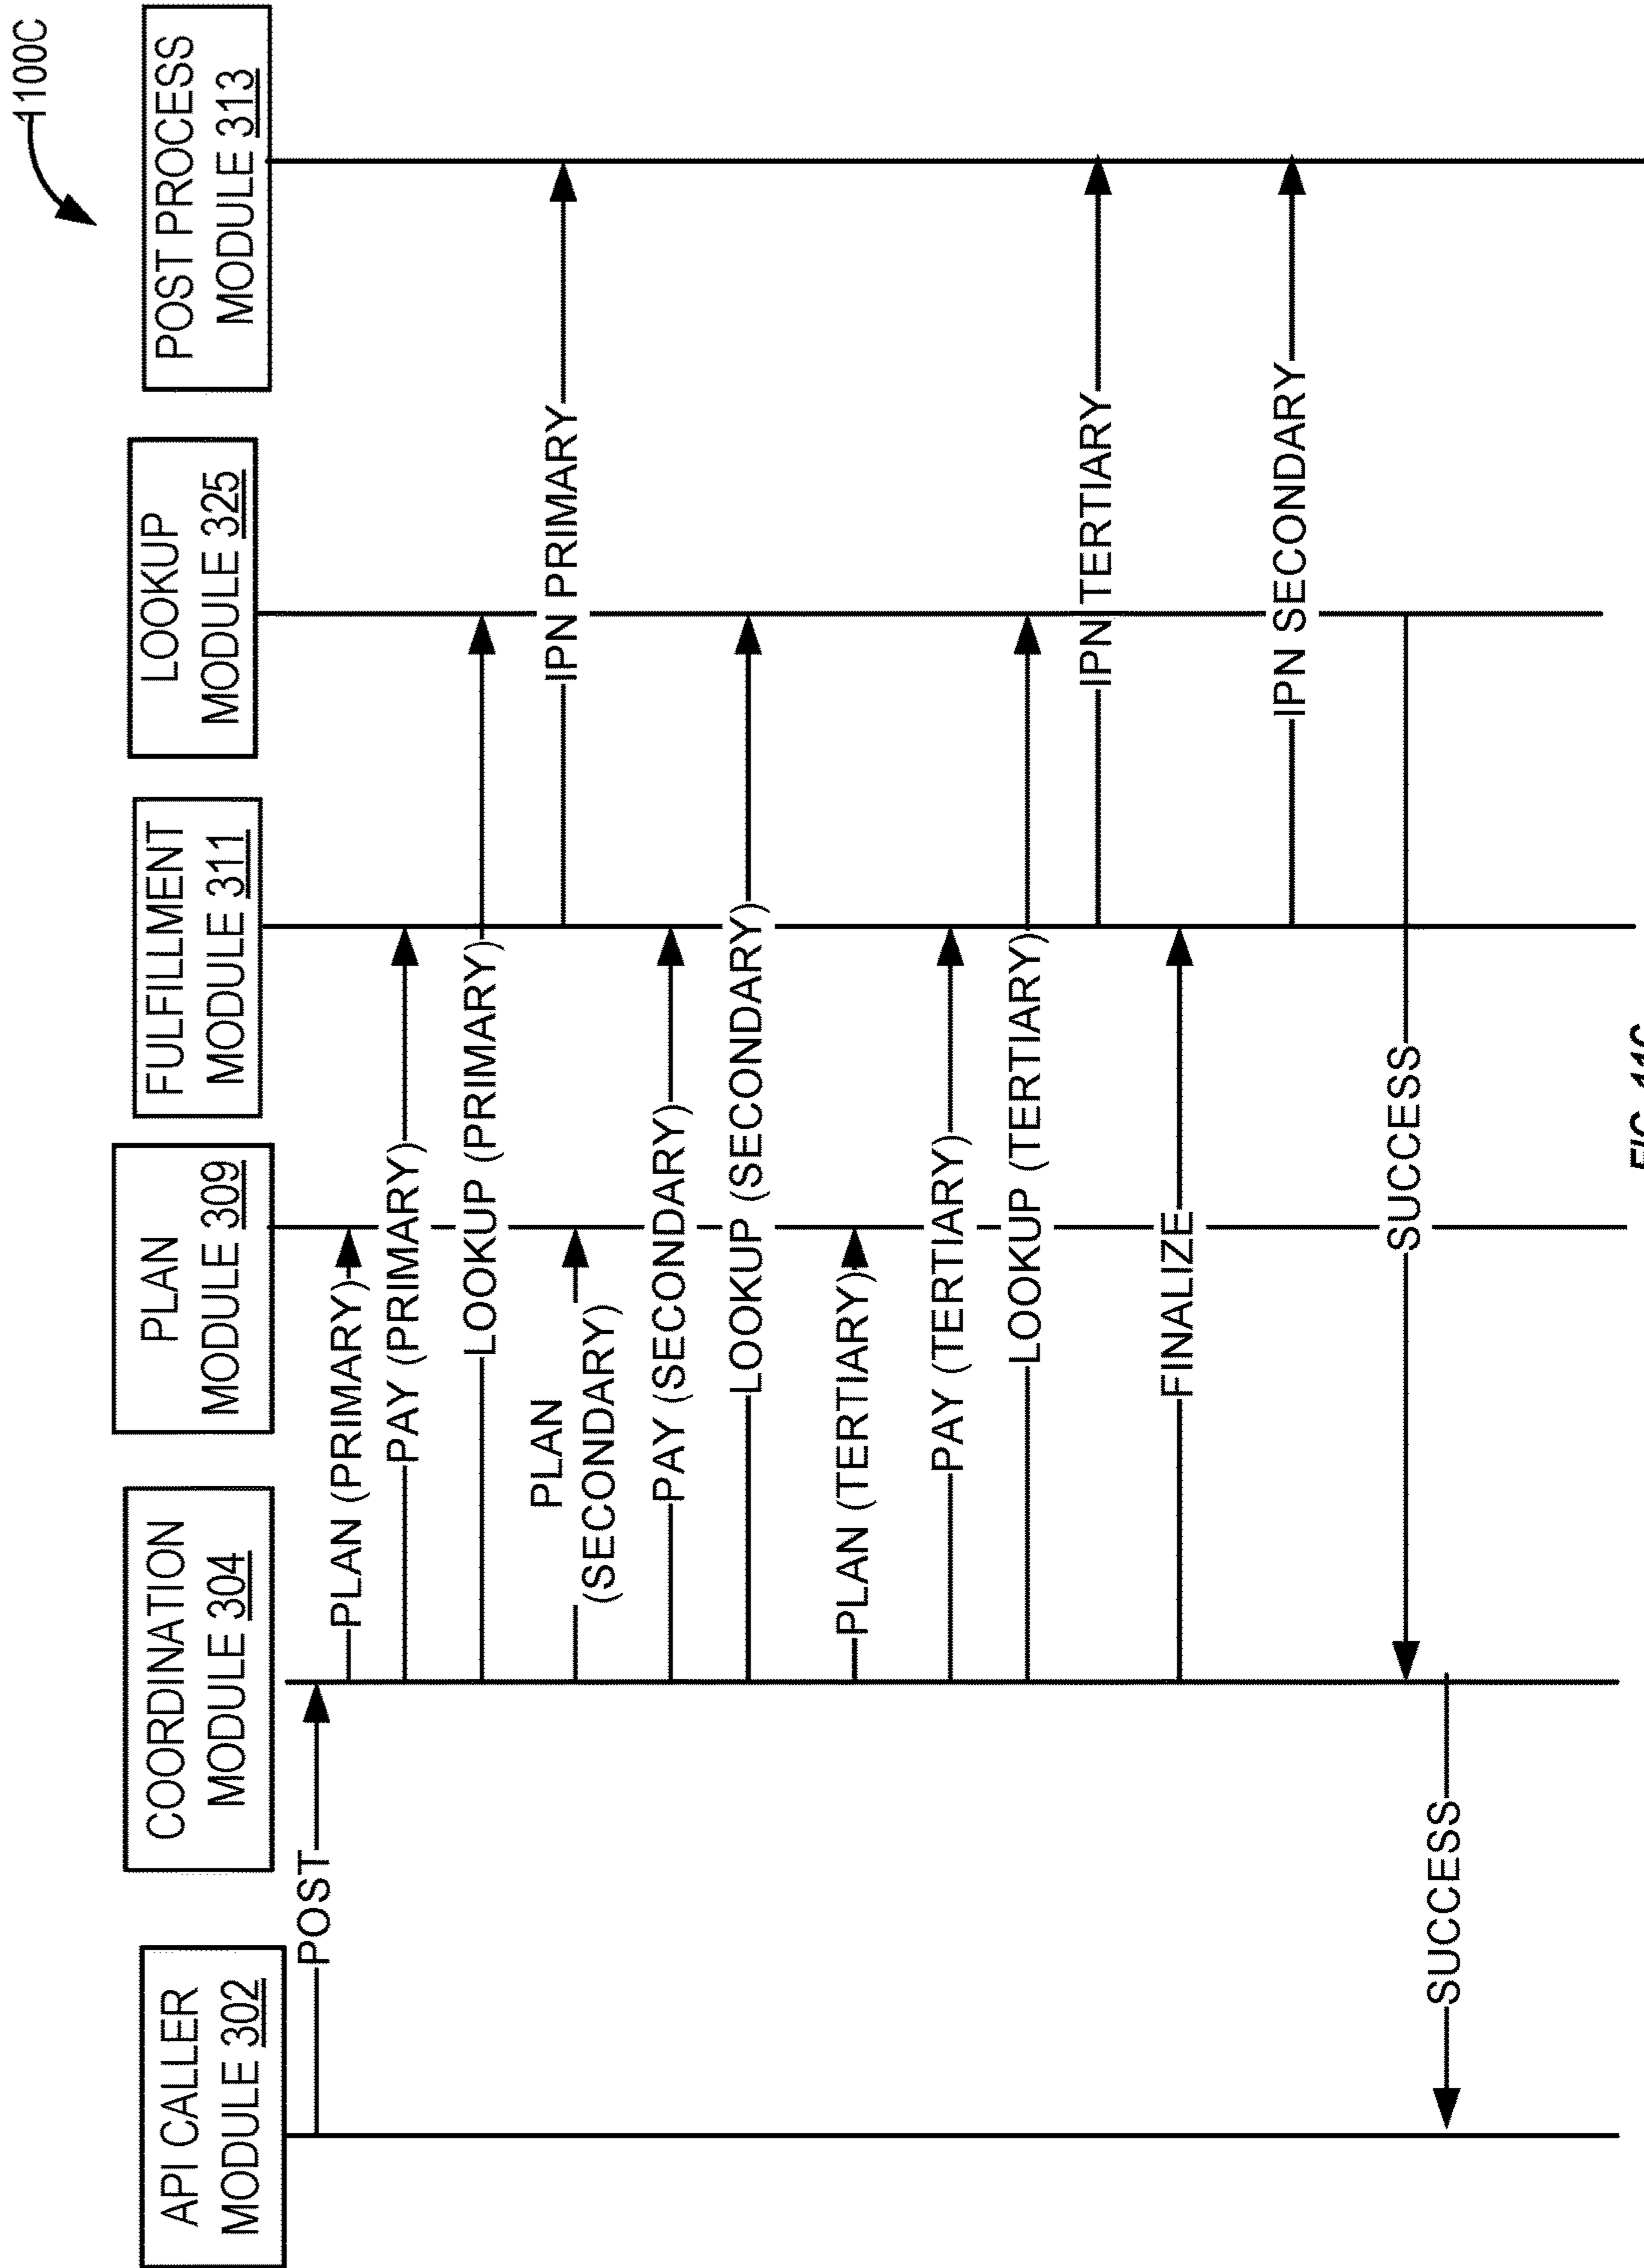 1100C
API CALLER
MODULE 302
COORDINATION
MODULE 304
PLAN
MODULE 309
FULFILLMENT
MODULE 311
LOOKUP
MODULE 325
POST PROCESS
MODULE 313
POST
PLAN (PRIMARY)
PAY (PRIMARY)
LOOKUP (PRIMARY)
IPN PRIMARY
PLAN
(SECONDARY)
PAY (SECONDARY)
LOOKUP (SECONDARY)
PLAN (TERTIARY)
PAY (TERTIARY)
LOOKUP (TERTIARY)
IPN TERTIARY
FINALIZE
IPN SECONDARY
SUCCESS
SUCCESS
FIG. 11C